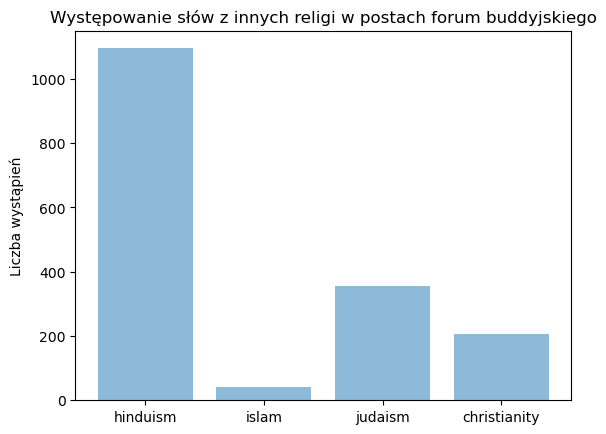 Występowanie słów z innych religi w postach forum buddyjskiego
Liczba wystąpień
1000
800
600
400
200
0
hinduism islam judaism christianity